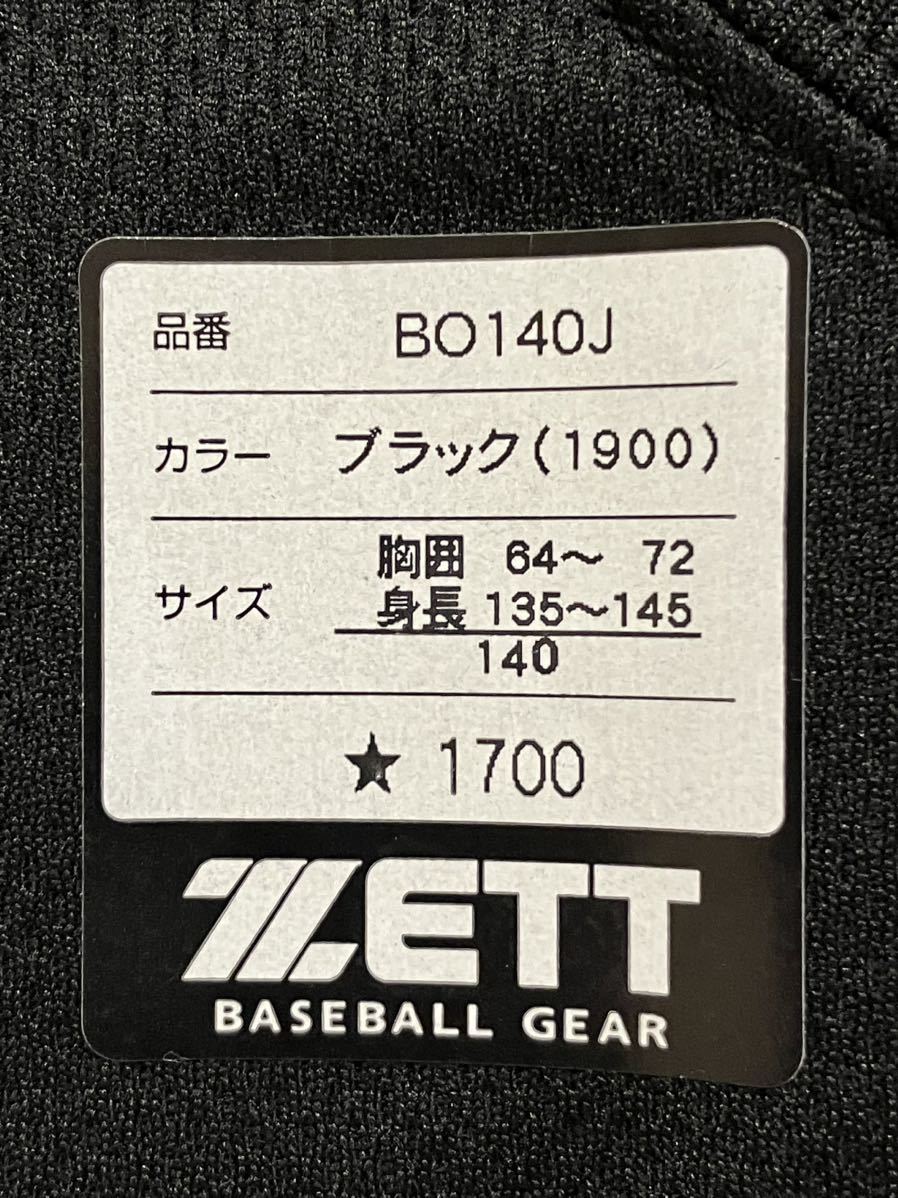 品番 BO140J
カラー ブラック(1900)
胸囲 64〜 72
サイズ 身長 135〜145
140
★ 1700
ZETT
BASEBALL GEAR